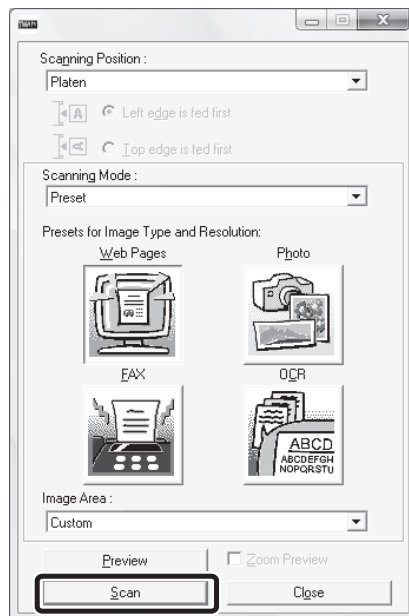 TWAIN
Scanning Position :
Platen
A
Left edge is fed first
A
Top edge is fed first
Scanning Mode :
Preset
Presets for Image Type and Resolution:
Web Pages Photo
FAX OCR
ABCD
ABCDEFGH
NOPQRSTU
Image Area :
Custom
Preview Zoom Preview
Scan Close